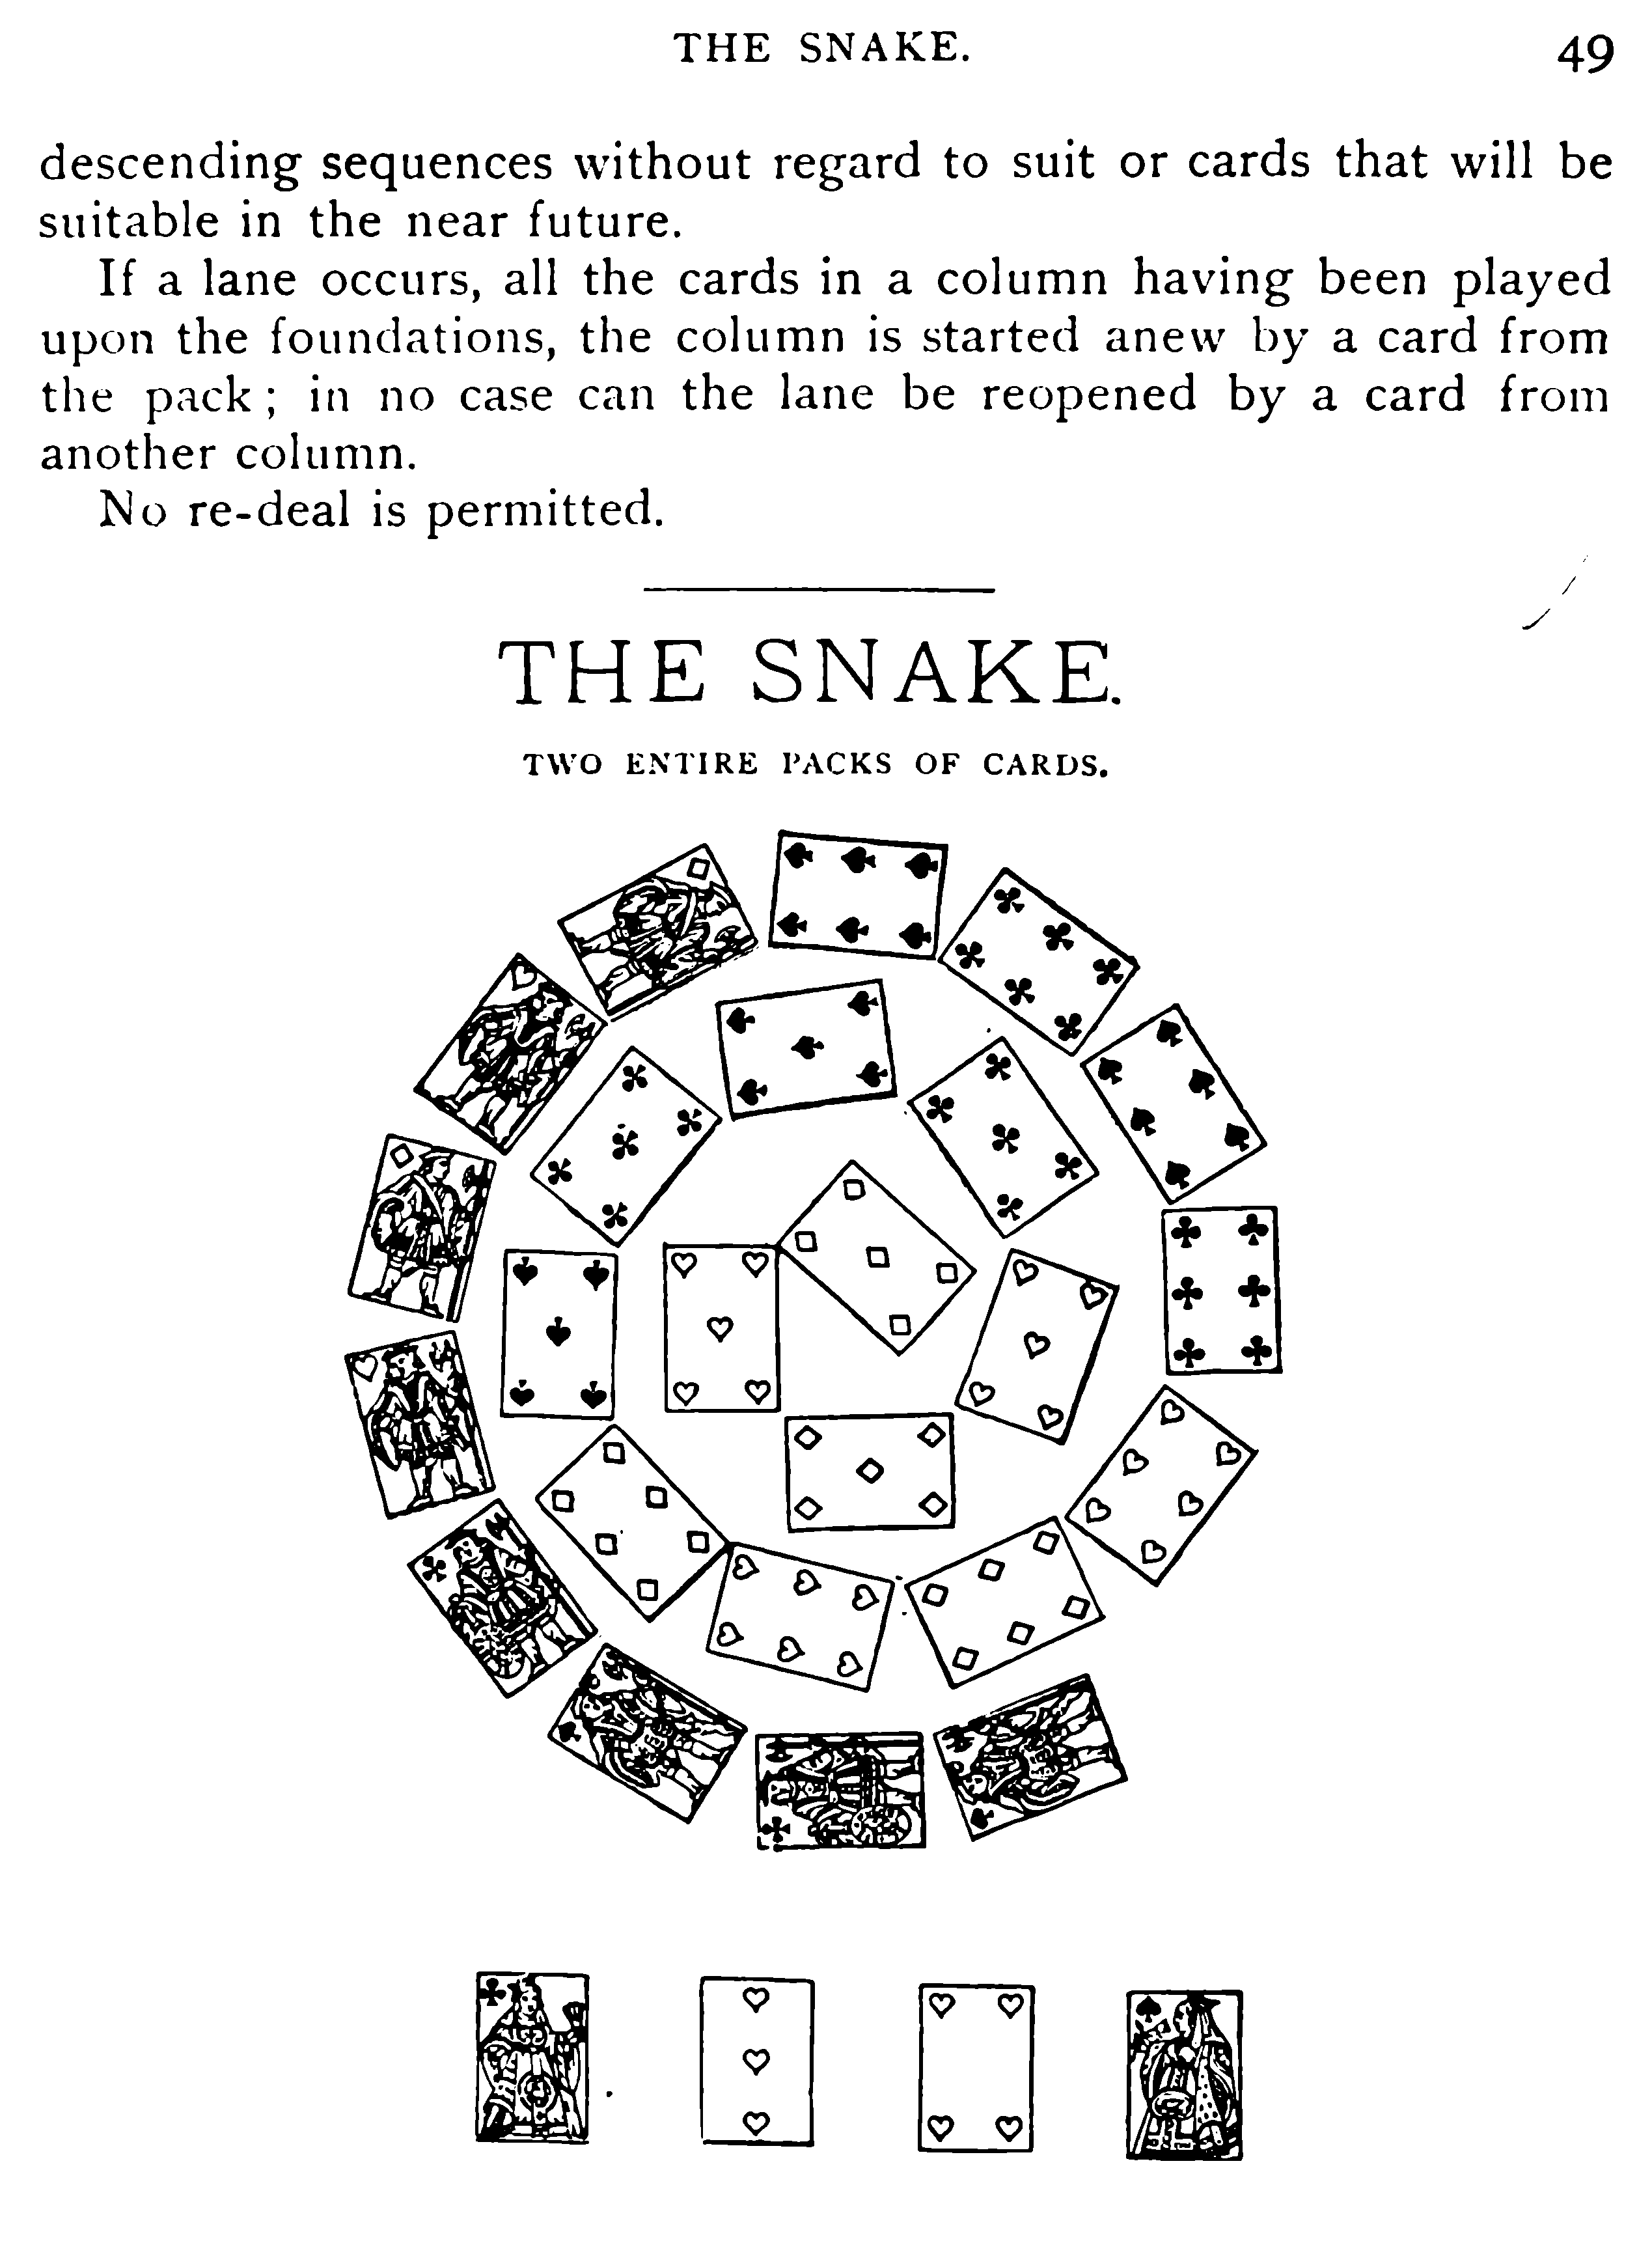 THE SNAKE. 49
descending sequences without regard to suit or cards that will be
suitable in the near future.
If a lane occurs, all the cards in a column having been played
upon the foundations, the column is started anew by a card from
the pack; in no case can the lane be reopened by a card from
another column.
No re-deal is permitted.
THE SNAKE.
TWO ENTIRE PACKS OF CARDS.